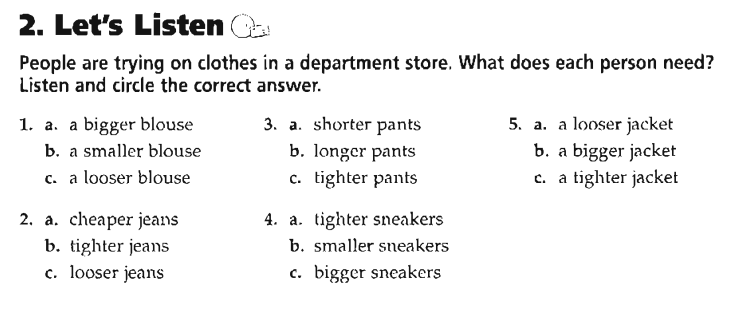 2. Let's Listen
People are trying on clothes in a department store. What does each person need?
Listen and circle the correct answer.
1. a. a bigger blouse
b. a smaller blouse
c. a looser blouse
2. a. cheaper jeans
b. tighter jeans
c. looser jeans
3. a. shorter pants
b. longer pants
c. tighter pants
4. a. tighter sneakers
b. smaller sneakers
c. bigger sneakers
5. a. a looser jacket
b. a bigger jacket
c. a tighter jacket